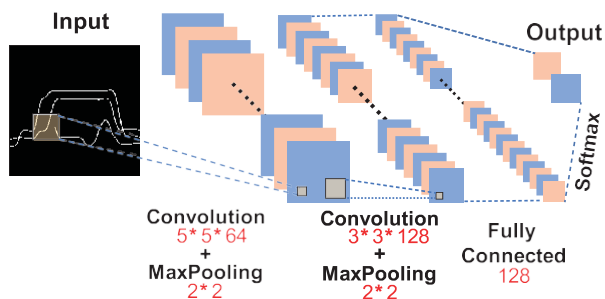 Input
Output
Softmax
Convolution
5*5*64
+
MaxPooling
2*2
Convolution
3*3*128
+
MaxPooling
2*2
Fully
Connected
128